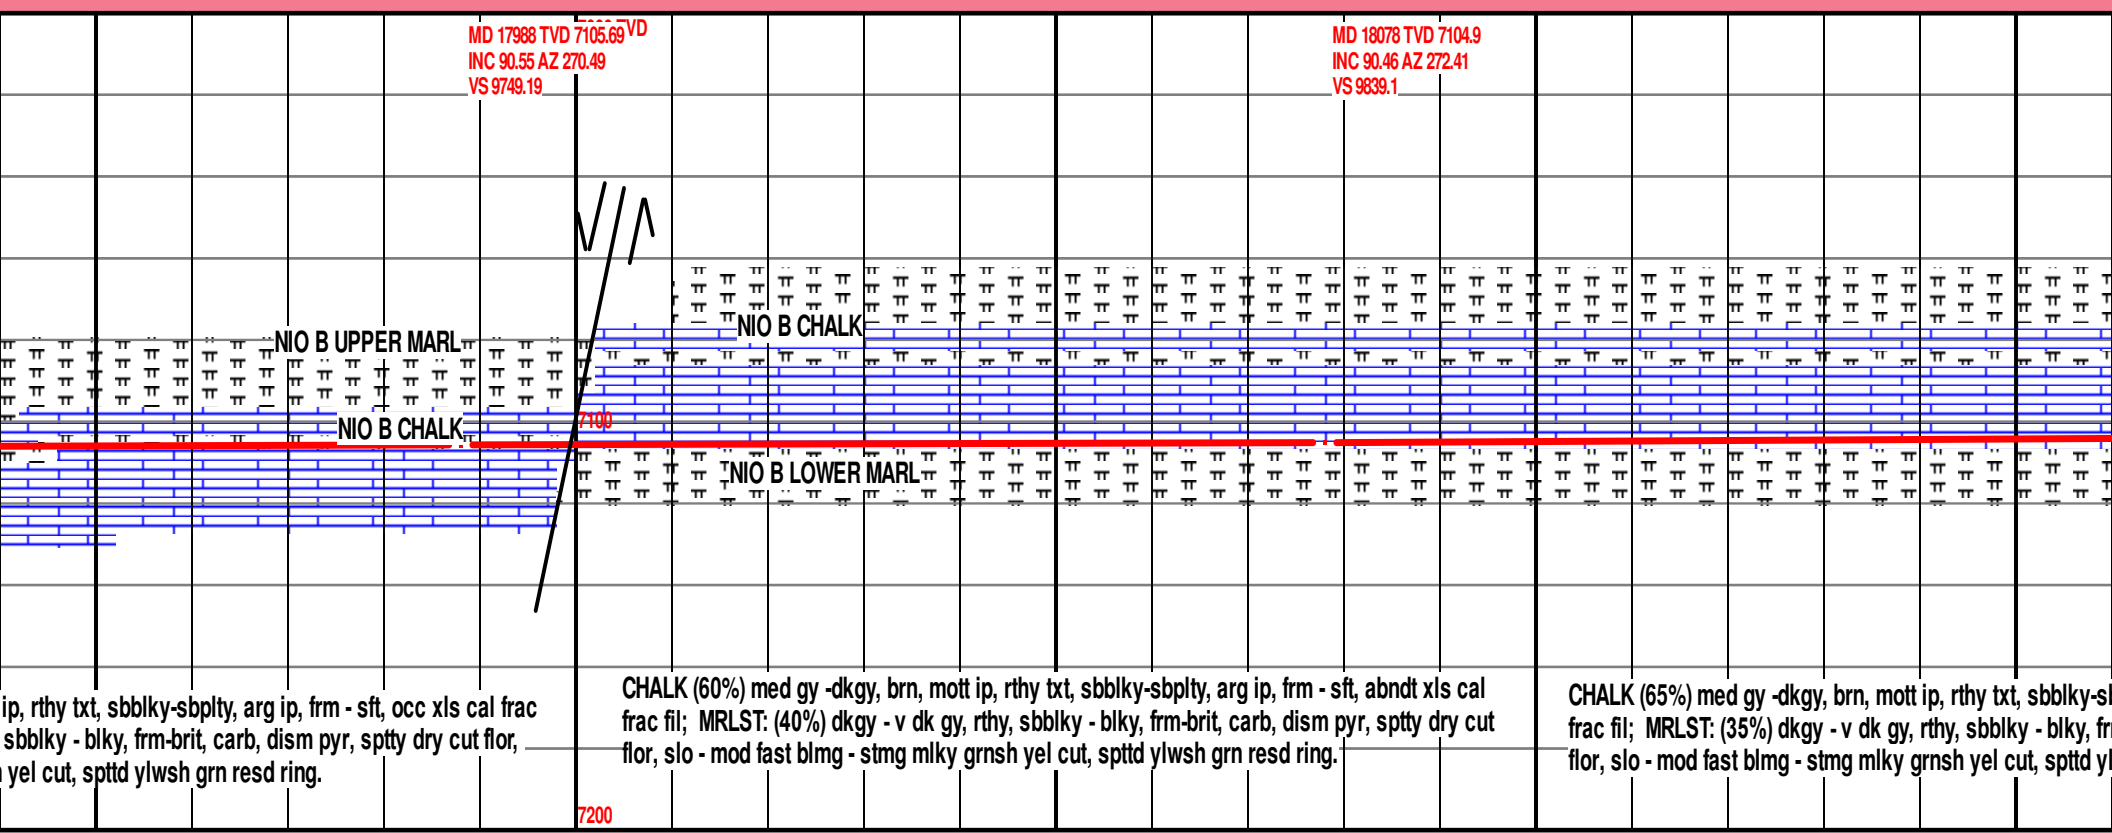 MD 17988 TVD 7105.69
INC 90.55 AZ 270.49
VS 9749.19
TVD
MD 18078 TVD 7104.9
INC 90.46 AZ 272.41
VS 9839.1
NIO B UPPER MARL
NIO B CHALK
NIO B CHALK
7100
NIO B LOWER MARL
ip, rthy txt, sbblky-sbplty, arg ip, frm - sft, occ xls cal frac
sbblky - blky, frm-brit, carb, dism pyr, sptty dry cut flor,
yel cut, spttd ylwsh grn resd ring.
CHALK (60%) med gy -dkgy, brn, mott ip, rthy txt, sbblky-sbplty, arg ip, frm - sft, abndt xls cal
frac fil; MRLST: (40%) dkgy - v dk gy, rthy, sbblky - blky, frm-brit, carb, dism pyr, sptty dry cut
flor, slo - mod fast blmg - stmg mlky grnsh yel cut, spttd ylwsh grn resd ring.
CHALK (65%) med gy -dkgy, brn, mott ip, rthy txt,
frac fil; MRLST: (35%) dkgy - v dk gy, rthy, sbblky - blky,
flor, slo - mod fast blmg - stmg mlky grnsh yel cut, spttd
7200